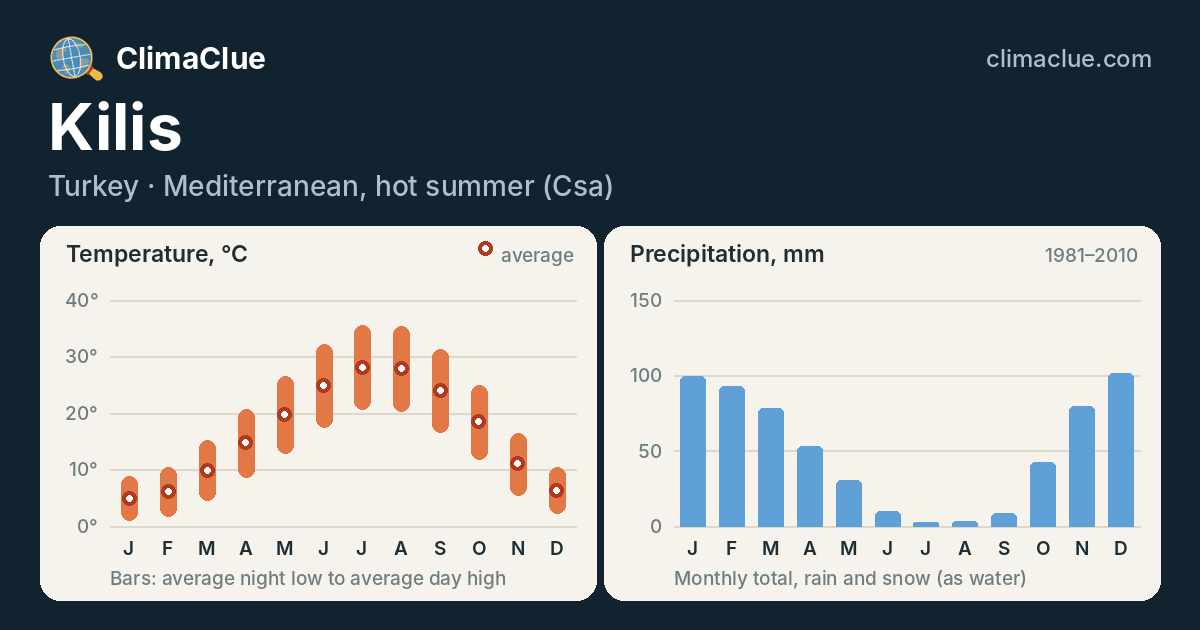 ClimaClue
climaclue.com
Kilis
Turkey · Mediterranean, hot summer (Csa)
Temperature, °C
average
40°
30°
20°
10°
0°
J F M A M J J A S O N D
Bars: average night low to average day high
Precipitation, mm
1981–2010
150
100
50
0
J F M A M J J A S O N D
Monthly total, rain and snow (as water)